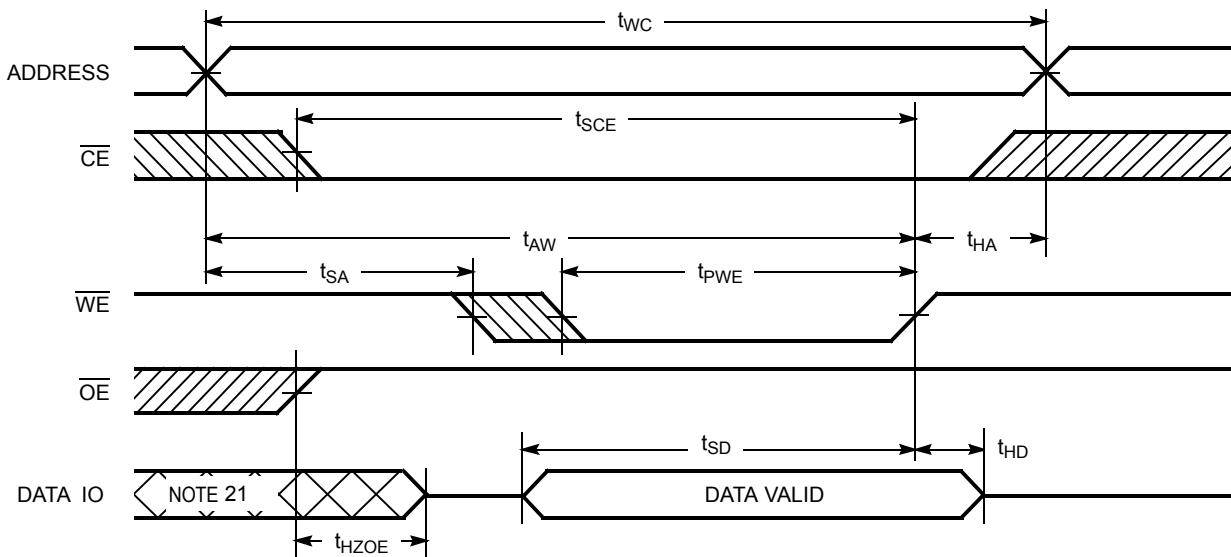 tWC
ADDRESS
tSCE
CE
tAW
tHA
tSA
tPWE
WE
OE
tSD
tHD
DATA IO
NOTE 21
DATA VALID
tHZOE